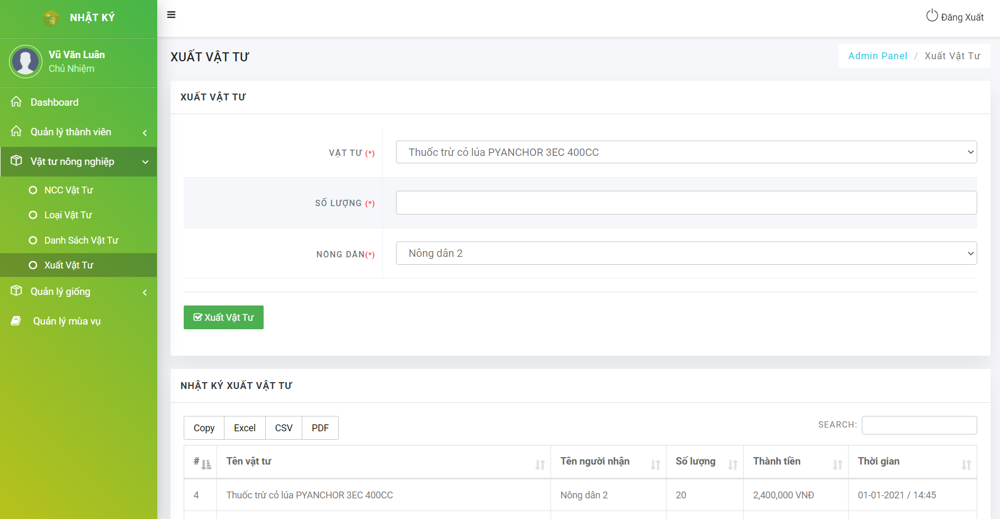 NHẬT KÝ
Đăng Xuất
Vũ Văn Luân
Chủ Nhiệm
Dashboard
Quản lý thành viên
Vật tư nông nghiệp
NCC Vật Tư
Loại Vật Tư
Danh Sách Vật Tư
Xuất Vật Tư
Quản lý giống
Quản lý mùa vụ
XUẤT VẬT TƯ
Admin Panel / Xuất Vật Tư
XUẤT VẬT TƯ
VẬT TƯ (*)
Thuốc trừ cỏ lúa PYANCHOR 3EC 400CC
SỐ LƯỢNG (*)
NÔNG DÂN(*)
Nông dân 2
Xuất Vật Tư
NHẬT KÝ XUẤT VẬT TƯ
Copy Excel CSV PDF
SEARCH:
# Tên vật tư Tên người nhận Số lượng Thành tiền Thời gian
4 Thuốc trừ cỏ lúa PYANCHOR 3EC 400CC Nông dân 2 20 2,400,000 VNĐ 01-01-2021 / 14:45